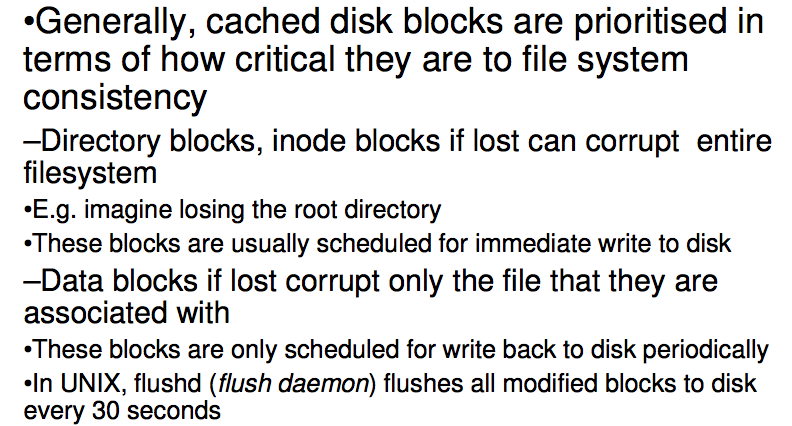 •Generally, cached disk blocks are prioritised in
terms of how critical they are to file system
consistency
–Directory blocks, inode blocks if lost can corrupt  entire
filesystem
•E.g. imagine losing the root directory
•These blocks are usually scheduled for immediate write to disk
–Data blocks if lost corrupt only the file that they are
associated with
•These blocks are only scheduled for write back to disk periodically
•In UNIX, flushd (flush daemon) flushes all modified blocks to disk
every 30 seconds